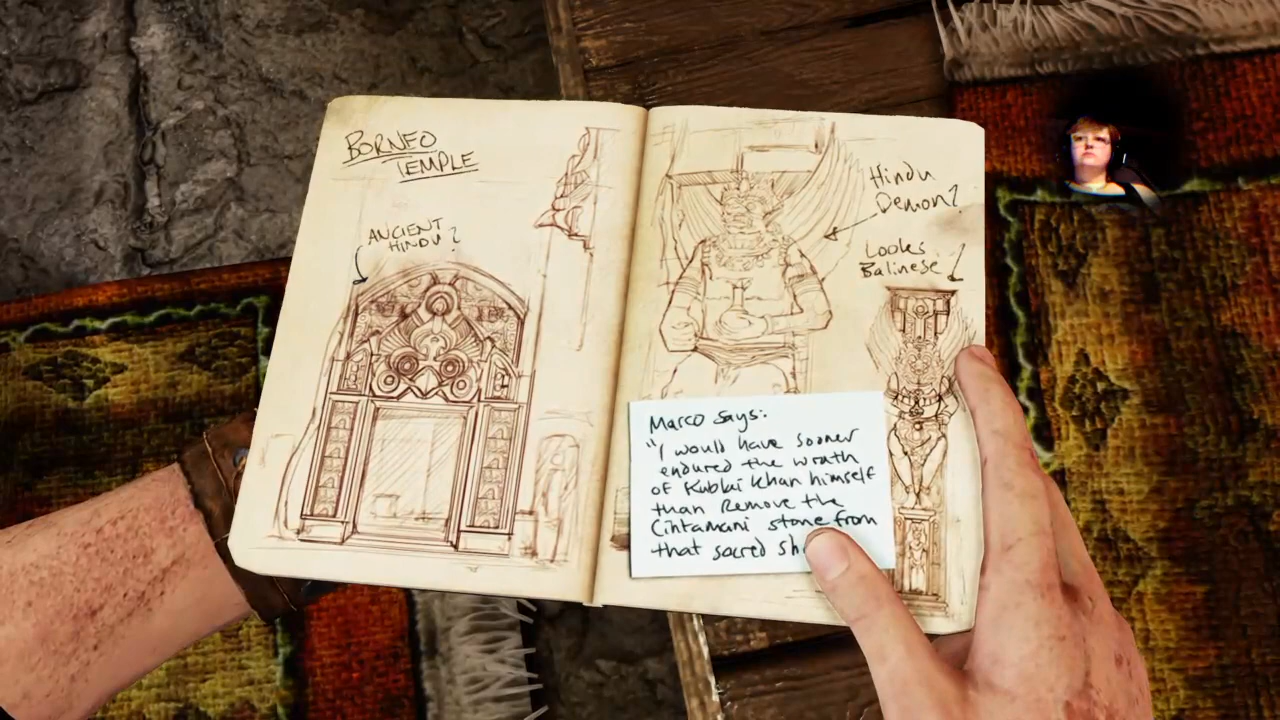 BORNEO
TEMPLE
ANCIENT
HINDU?
Hindu
Demon?
Looks
Balinese
Marco says:
"I would have sooner
endured the wrath
of Kublai Khan himself
than Remove the
Cintamani stone from
that sacred